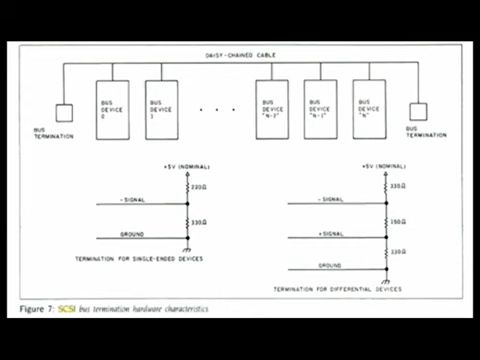 DAISY-CHAINED CABLE
BUS
DEVICE
0
BUS
DEVICE
1
. . .
BUS
DEVICE
"N-2"
BUS
DEVICE
"N-1"
BUS
DEVICE
"N"
BUS
TERMINATION
BUS
TERMINATION
+5V (NOMINAL)
220Ω
-SIGNAL
330Ω
GROUND
TERMINATION FOR SINGLE-ENDED DEVICES
+5V (NOMINAL)
330Ω
-SIGNAL
150Ω
+SIGNAL
330Ω
GROUND
TERMINATION FOR DIFFERENTIAL DEVICES
Figure 7: SCSI bus termination hardware characteristics